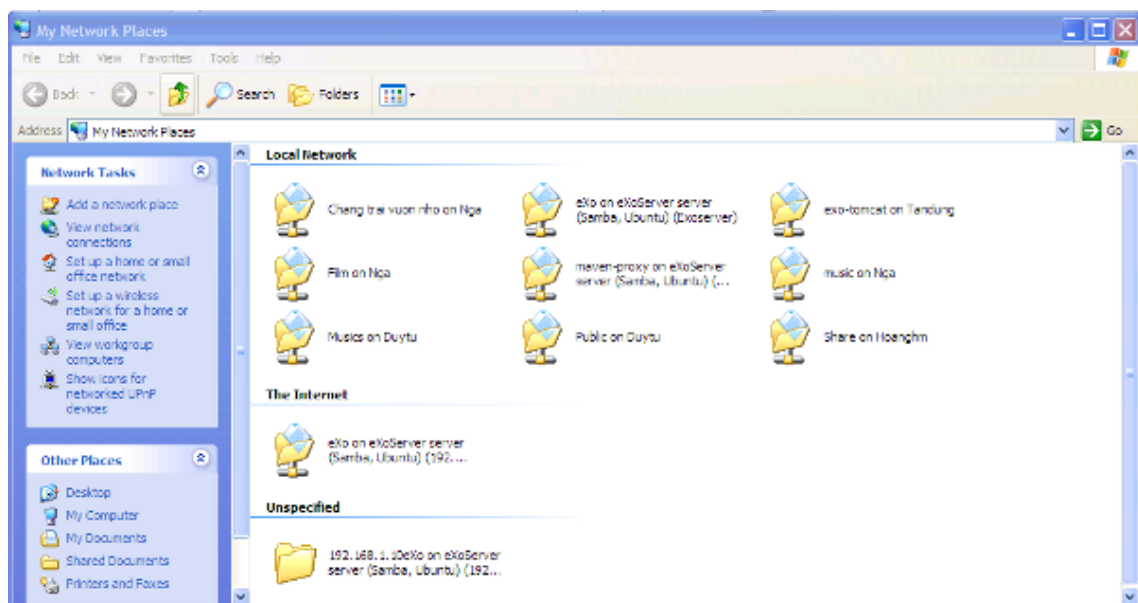 My Network Places
File Edit View Favorites Tools Help
Back Search Folders
Address My Network Places Go
Network Tasks
Add a network place
View network
connections
Set up a home or small
office network
Set up a wireless
network for a home or
small office
View workgroup
computers
Show icons for
networked UPnP
devices
Other Places
Desktop
My Computer
My Documents
Shared Documents
Printers and Faxes
Local Network
Chang trai vuon nho on Nga
eXo on eXoServer server
(Samba, Ubuntu) (Exoserver)
exo-tomcat on Tandung
Film on Nga
maven-proxy on eXoServer
server (Samba, Ubuntu) (...
music on Nga
Musics on Duytu
Public on Duytu
Share on Hoanghm
The Internet
eXo on eXoServer server
(Samba, Ubuntu) (192....
Unspecified
192.168.1.10eXo on eXoServer
server (Samba, Ubuntu) (192...